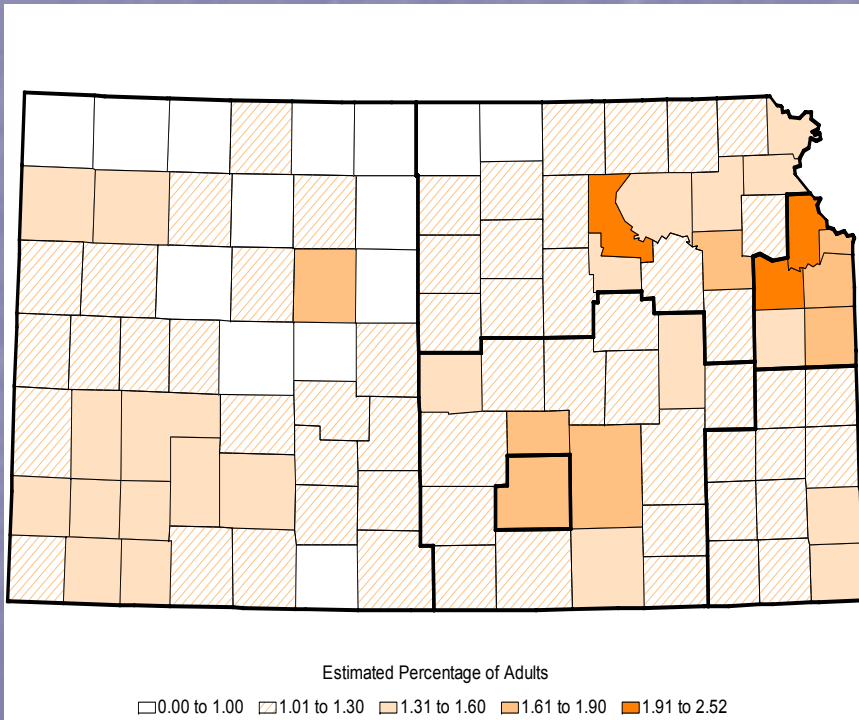 Estimated Percentage of Adults
0.00 to 1.00 1.01 to 1.30 1.31 to 1.60 1.61 to 1.90 1.91 to 2.52